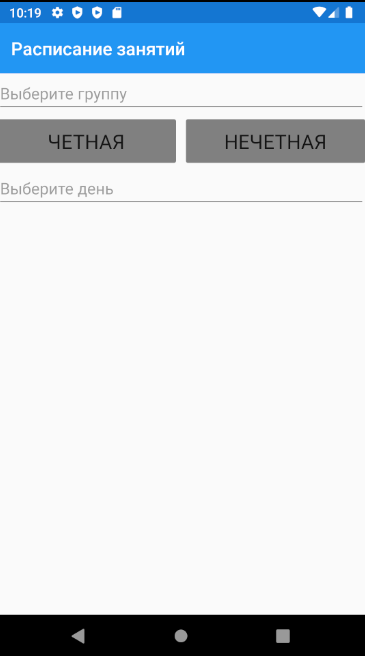 10:19
Расписание занятий
Выберите группу
ЧЕТНАЯ НЕЧЕТНАЯ
Выберите день